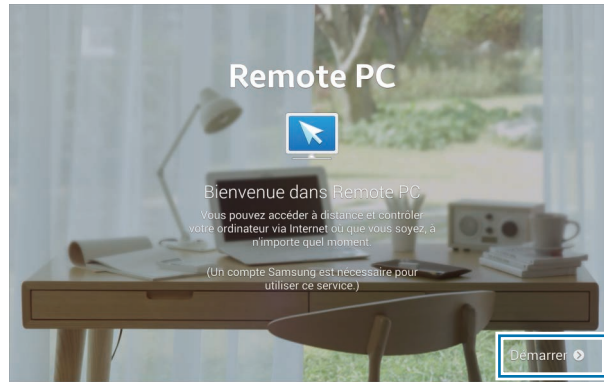 Remote PC
Bienvenue dans Remote PC
Vous pouvez accéder à distance et contrôler
votre ordinateur via Internet où que vous soyez, à
n'importe quel moment.
(Un compte Samsung est nécessaire pour
utiliser ce service.)
Démarrer